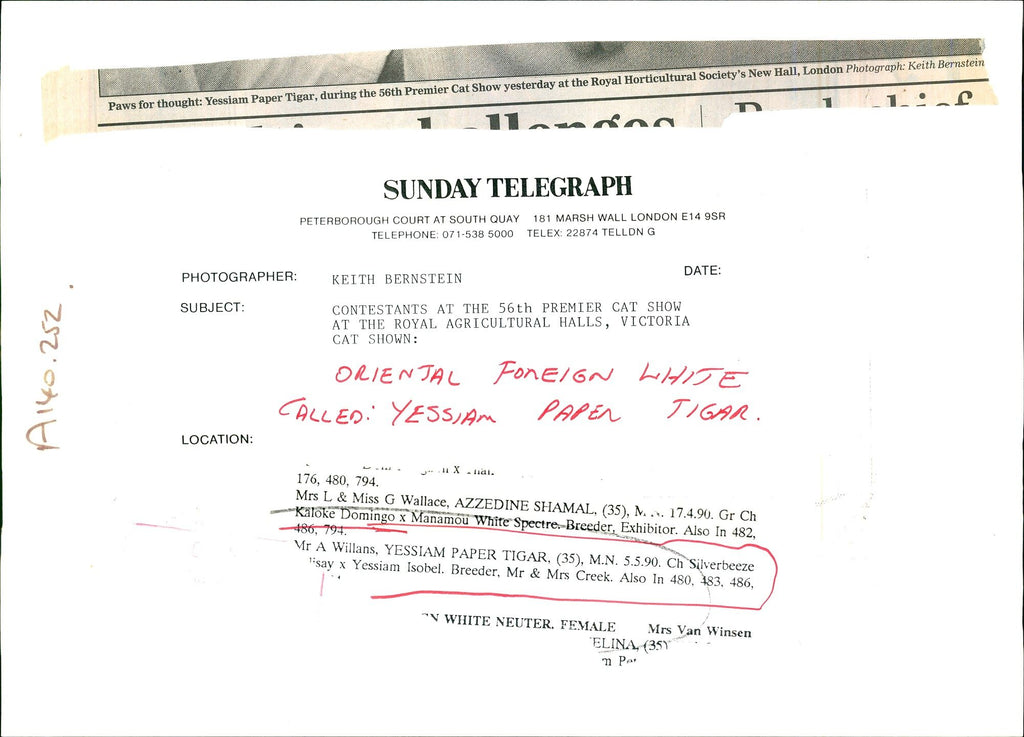 Paws for thought: Yessiam Paper Tigar, during the 56th Premier Cat Show yesterday at the Royal Horticultural Society's New Hall, London Photograph: Keith Bernstein
challenges
SUNDAY TELEGRAPH
PETERBOROUGH COURT AT SOUTH QUAY 181 MARSH WALL LONDON E14 9SR
TELEPHONE: 071-538 5000 TELEX: 22874 TELLDN G
PHOTOGRAPHER: KEITH BERNSTEIN DATE:
SUBJECT: CONTESTANTS AT THE 56th PREMIER CAT SHOW
AT THE ROYAL AGRICULTURAL HALLS, VICTORIA
CAT SHOWN:
ORIENTAL FOREIGN WHITE
CALLED: YESSIAM PAPER TIGAR.
A140.252.
LOCATION:
176, 480, 794.
Mrs L & Miss G Wallace, AZZEDINE SHAMAL, (35), M.N. 17.4.90. Gr Ch
Kaloke Domingo x Manamou White Spectre. Breeder, Exhibitor. Also In 482,
486, 794.
Mr A Willans, YESSIAM PAPER TIGAR, (35), M.N. 5.5.90. Ch Silverbeeze
x Yessiam Isobel. Breeder, Mr & Mrs Creek. Also In 480, 483, 486,
WHITE NEUTER. FEMALE Mrs Van Winsen
(35)